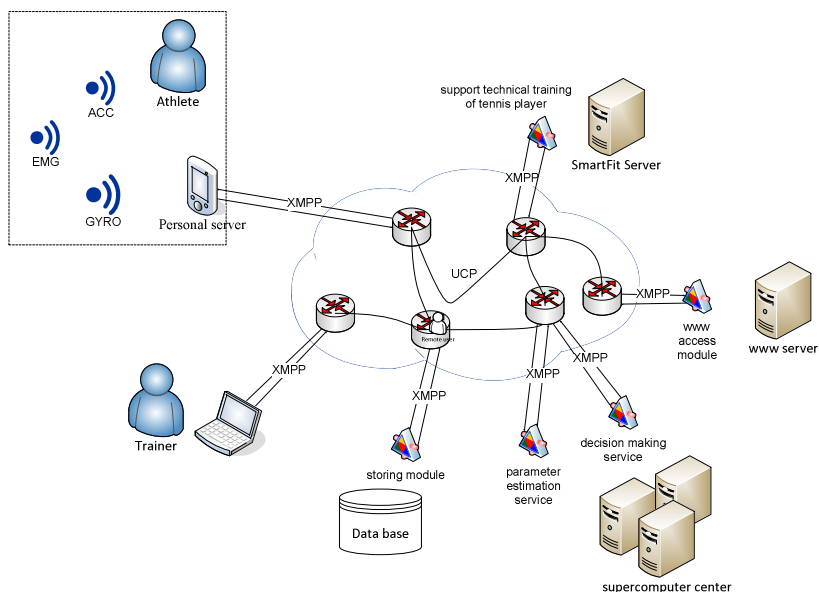 Athlete
ACC
EMG
GYRO
Personal server
XMPP
support technical training
of tennis player
SmartFit Server
XMPP
UCP
XMPP
www
access
module
www server
Remote user
XMPP
Trainer
XMPP
storing module
Data base
XMPP
parameter
estimation
service
XMPP
decision making
service
supercomputer center